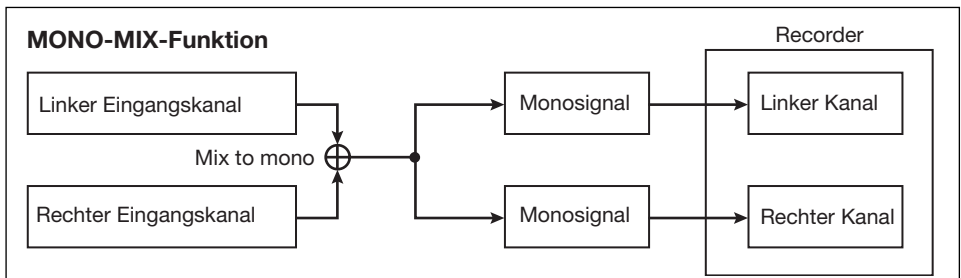 MONO-MIX-Funktion
Recorder
Linker Eingangskanal
Monosignal
Linker Kanal
Mix to mono
Rechter Eingangskanal
Monosignal
Rechter Kanal